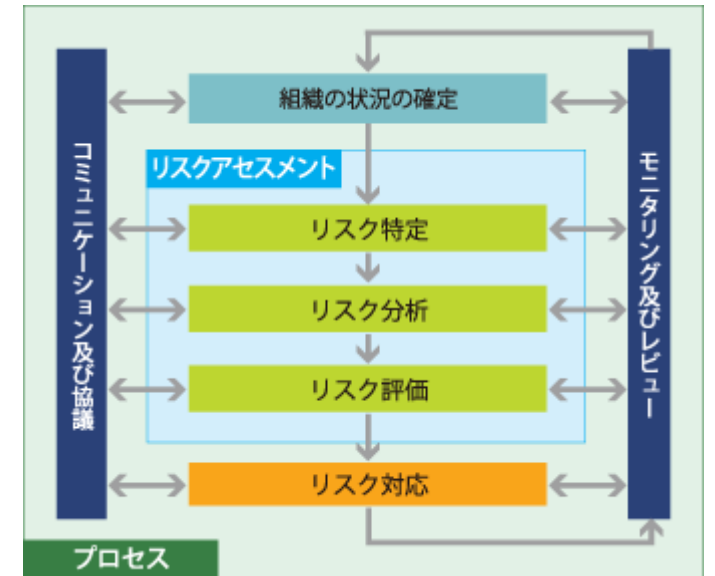 組織の状況の確定
コミュニケーション及び協議
リスクアセスメント
リスク特定
リスク分析
リスク評価
リスク対応
モニタリング及びレビュー
プロセス